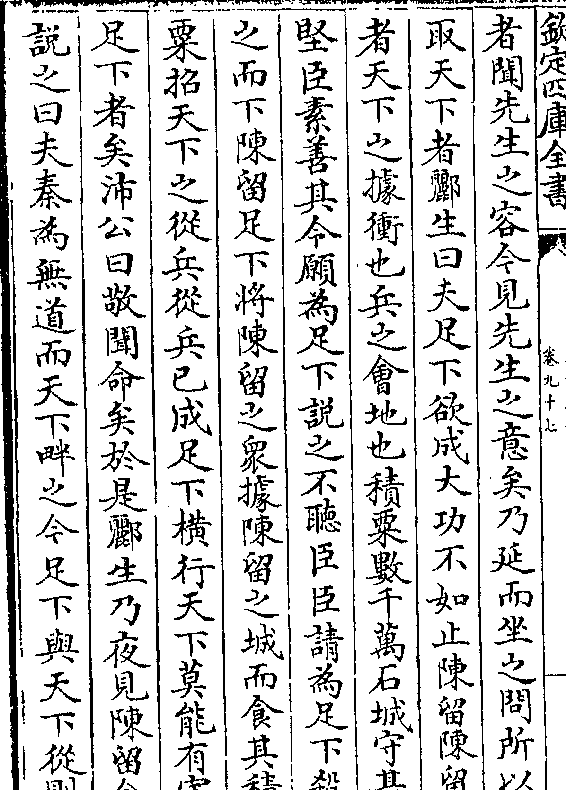 欽定四庫全書
卷九十七
者聞先生之容今見先生之意矣乃延而坐之問所以
取天下者酈生曰夫足下欲成大功不如止陳留陳留
者天下之據衝也兵之會地也積粟數千萬石城守甚
堅臣素善其令願為足下說之不聽臣臣請為足下殺
之而下陳留足下將陳留之衆據陳留之城而食其積
粟招天下之從兵從兵已成足下橫行天下莫能有害
足下者矣沛公曰敬聞命矣於是酈生乃夜見陳留令
説之曰夫秦為無道而天下畔之今足下與天下從則